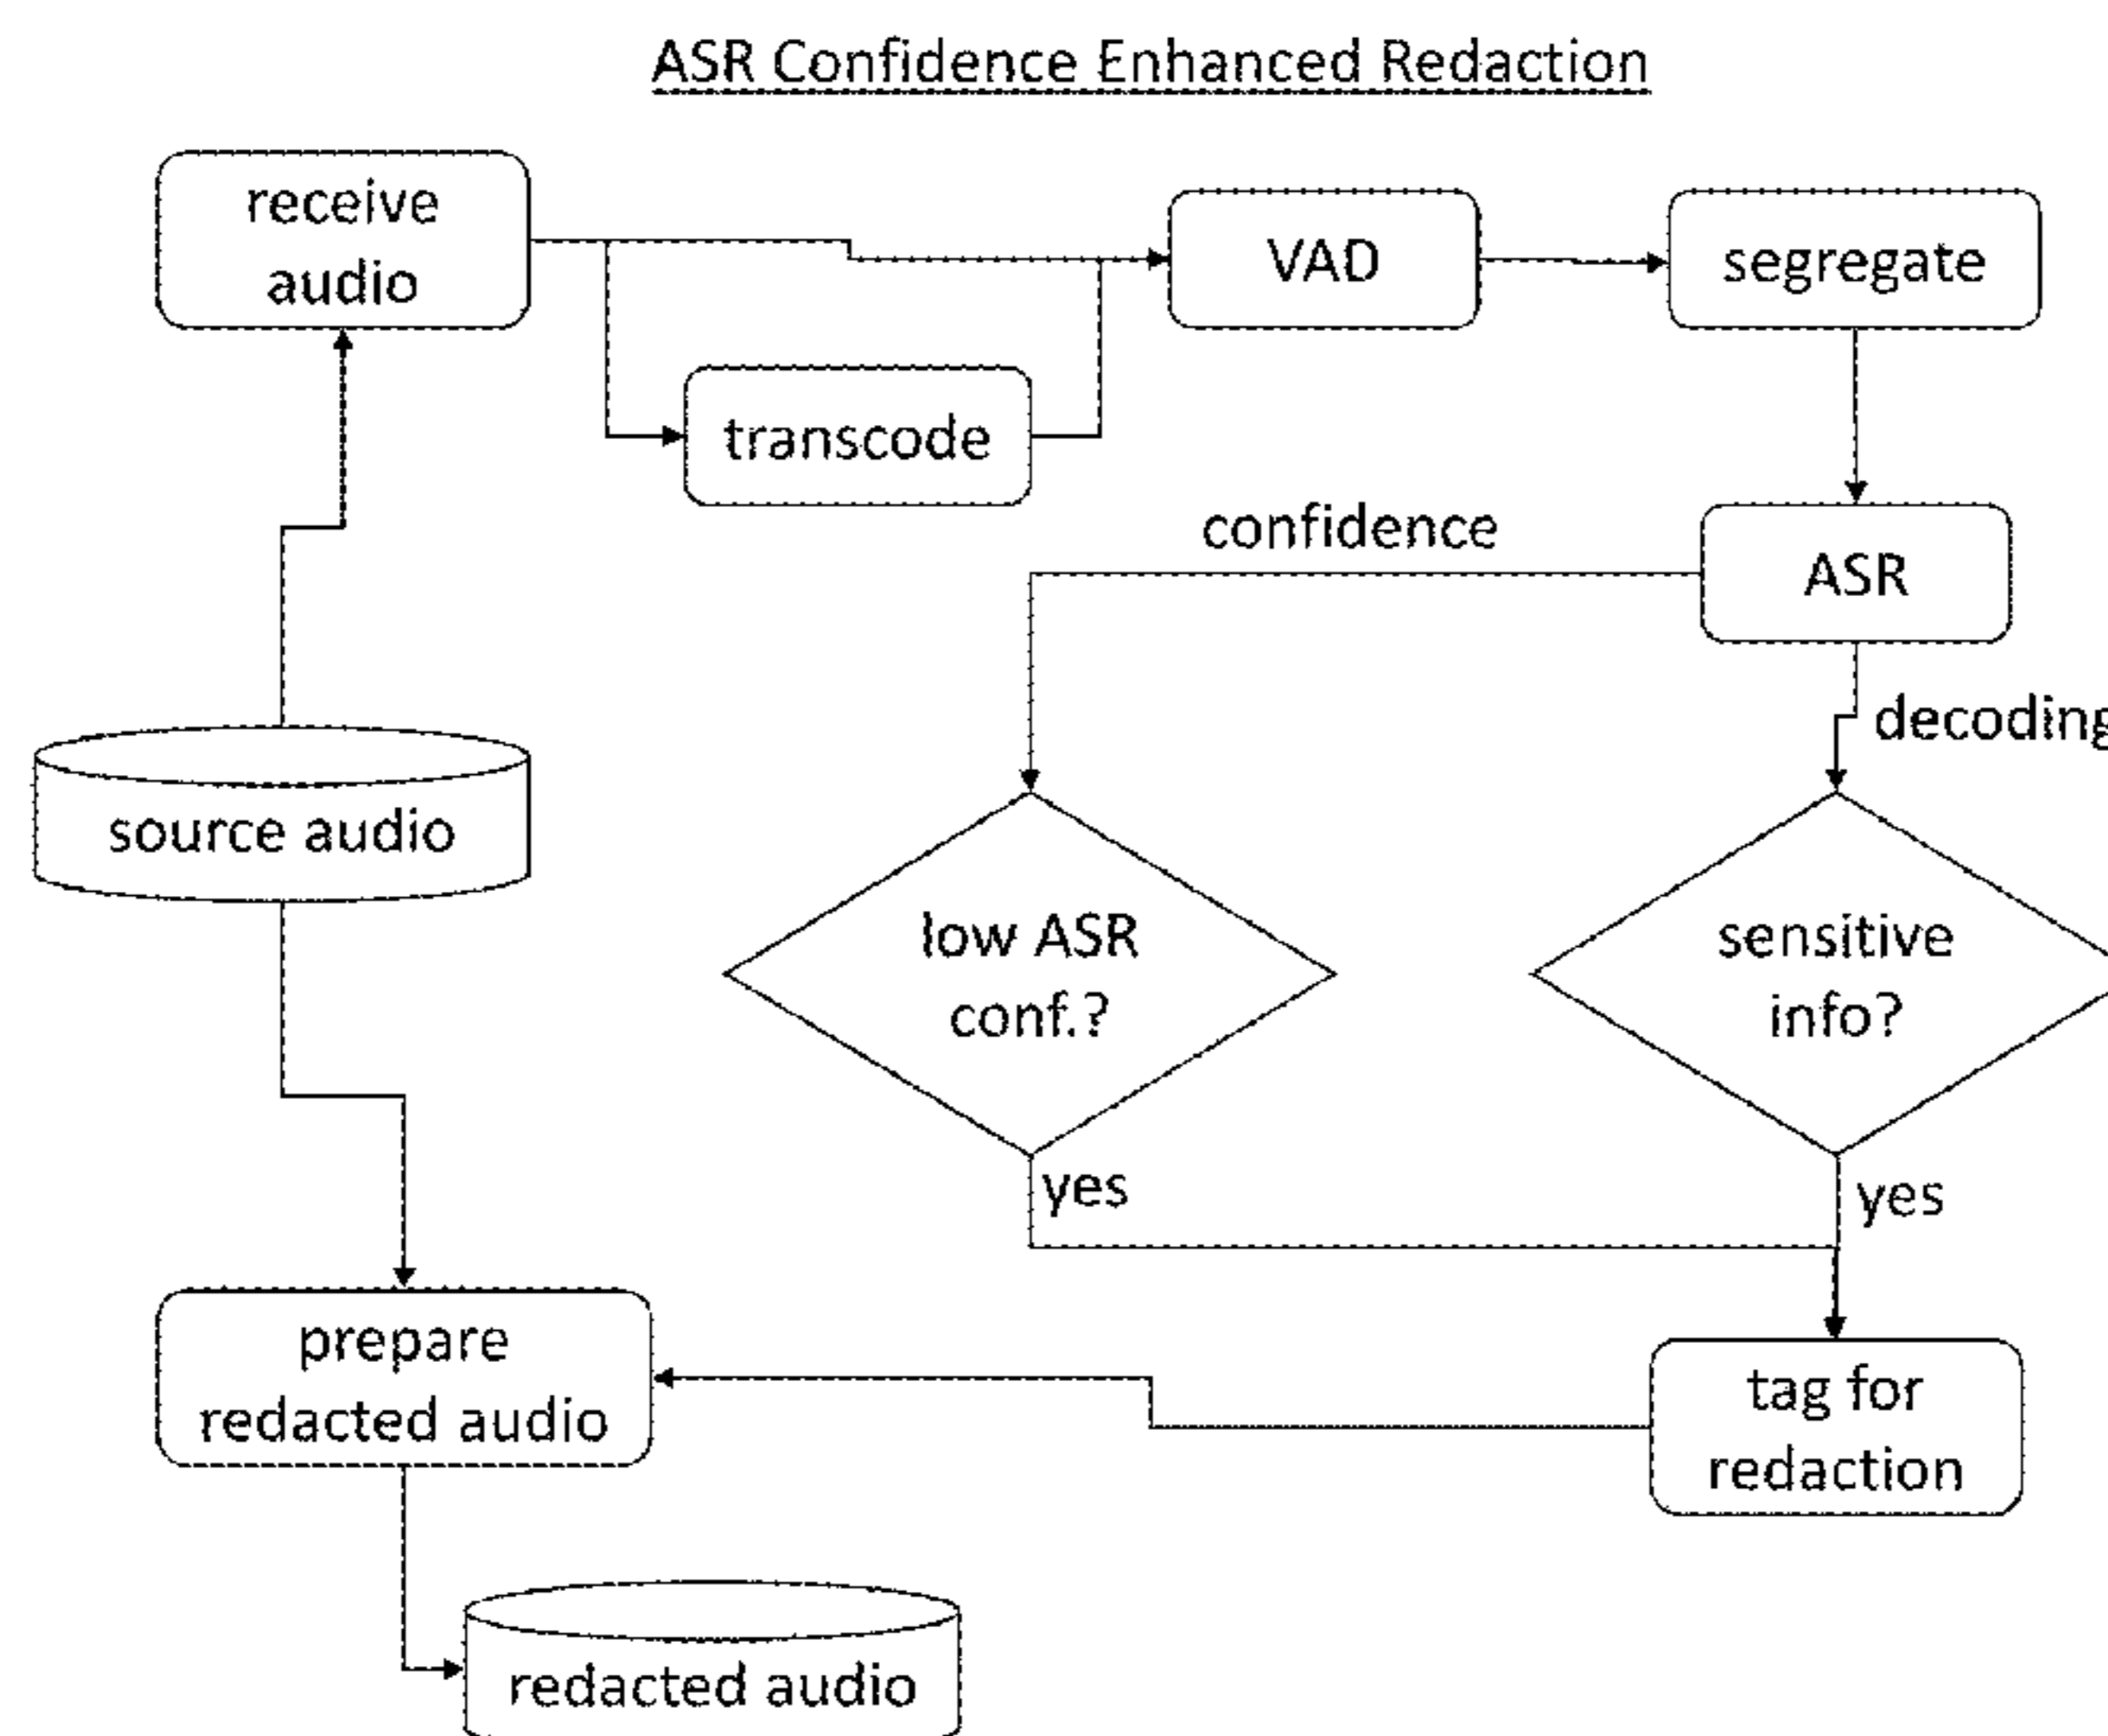 ASR Confidence Enhanced Redaction
receive
audio
VAD
segregate
transcode
confidence
ASR
decoding
source audio
low ASR
conf.?
sensitive
info?
yes
yes
prepare
redacted audio
tag for
redaction
redacted audio